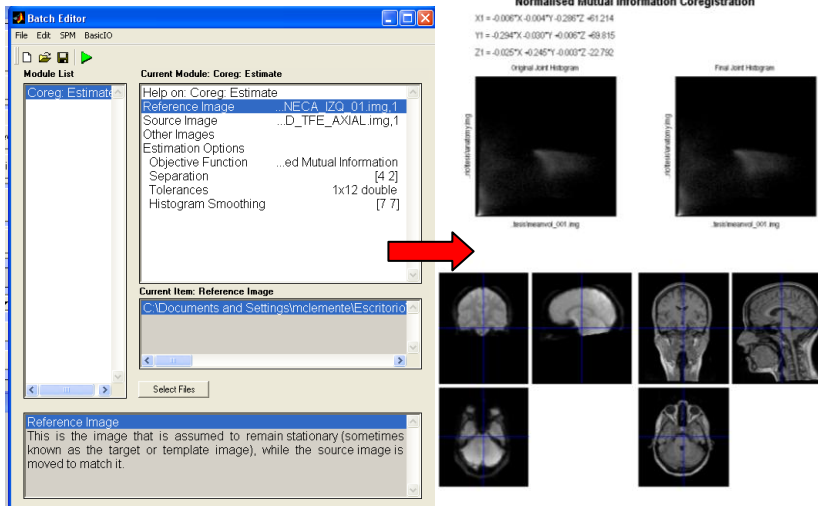 Batch Editor
File Edit SPM BasicIO
Module List
Current Module: Coreg: Estimate
Coreg: Estimate
Help on: Coreg: Estimate
Reference Image ...NECA_IZQ_01.img,1
Source Image ...D_TFE_AXIAL.img,1
Other Images
Estimation Options
Objective Function ...ed Mutual Information
Separation [4 2]
Tolerances 1x12 double
Histogram Smoothing [7 7]
Current Item: Reference Image
C:\Documents and Settings\mclemente\Escritorio
Select Files
Reference Image
This is the image that is assumed to remain stationary (sometimes
known as the target or template image), while the source image is
moved to match it.
Normalised Mutual Information Coregistration
X1 = -0.006*X -0.004*Y -0.286*Z +61.214
Y1 = -0.294*X -0.030*Y +0.006*Z +69.815
Z1 = -0.025*X +0.245*Y -0.003*Z -22.792
Original Joint Histogram
Final Joint Histogram